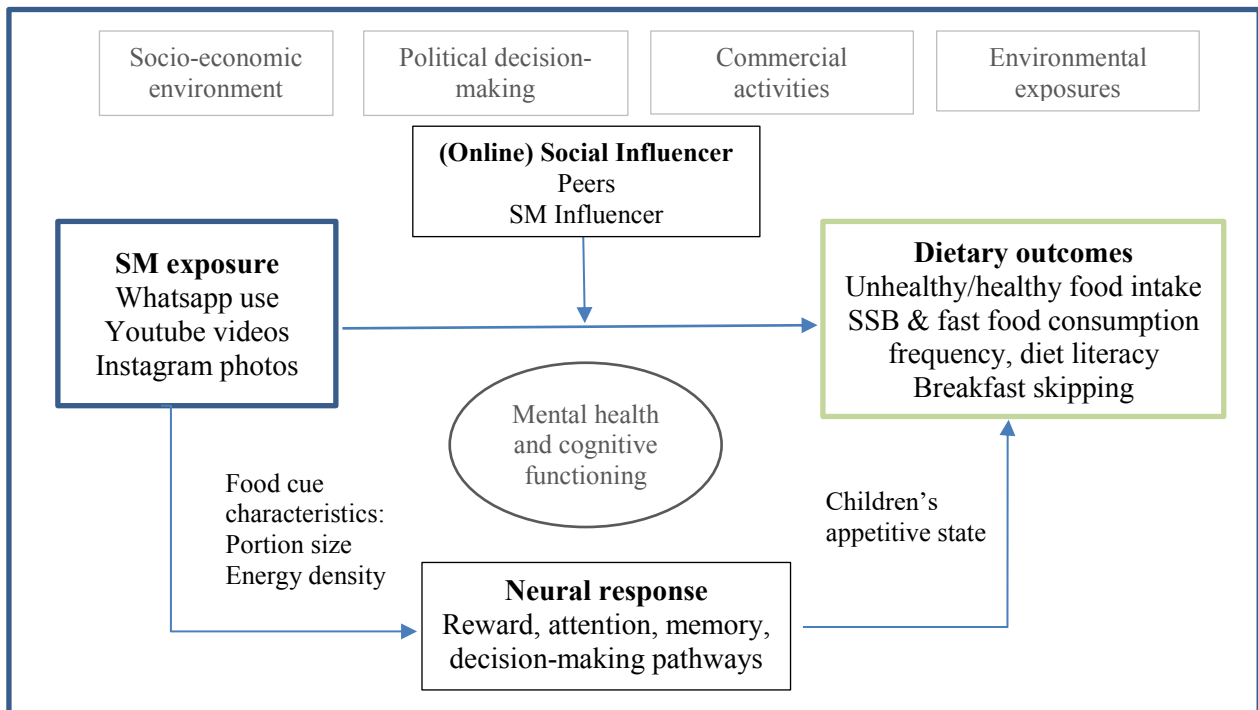 Socio-economic
environment
Political decision-
making
Commercial
activities
Environmental
exposures
(Online) Social Influencer
Peers
SM Influencer
SM exposure
Whatsapp use
Youtube videos
Instagram photos
Dietary outcomes
Unhealthy/healthy food intake
SSB & fast food consumption
frequency, diet literacy
Breakfast skipping
Mental health
and cognitive
functioning
Food cue
characteristics:
Portion size
Energy density
Children’s
appetitive state
Neural response
Reward, attention, memory,
decision-making pathways